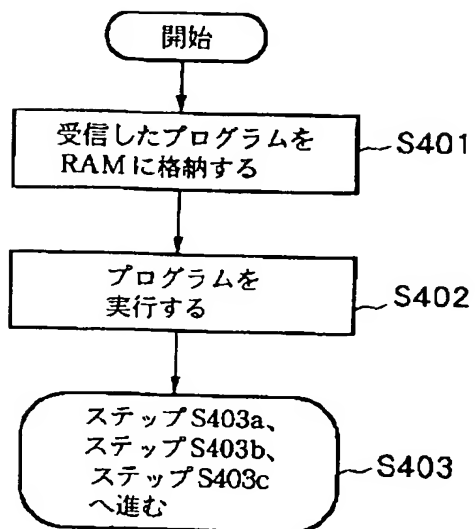 開始
受信したプログラムを
RAMに格納する
S401
プログラムを
実行する
S402
ステップS403a、
ステップS403b、
ステップS403c
へ進む
S403